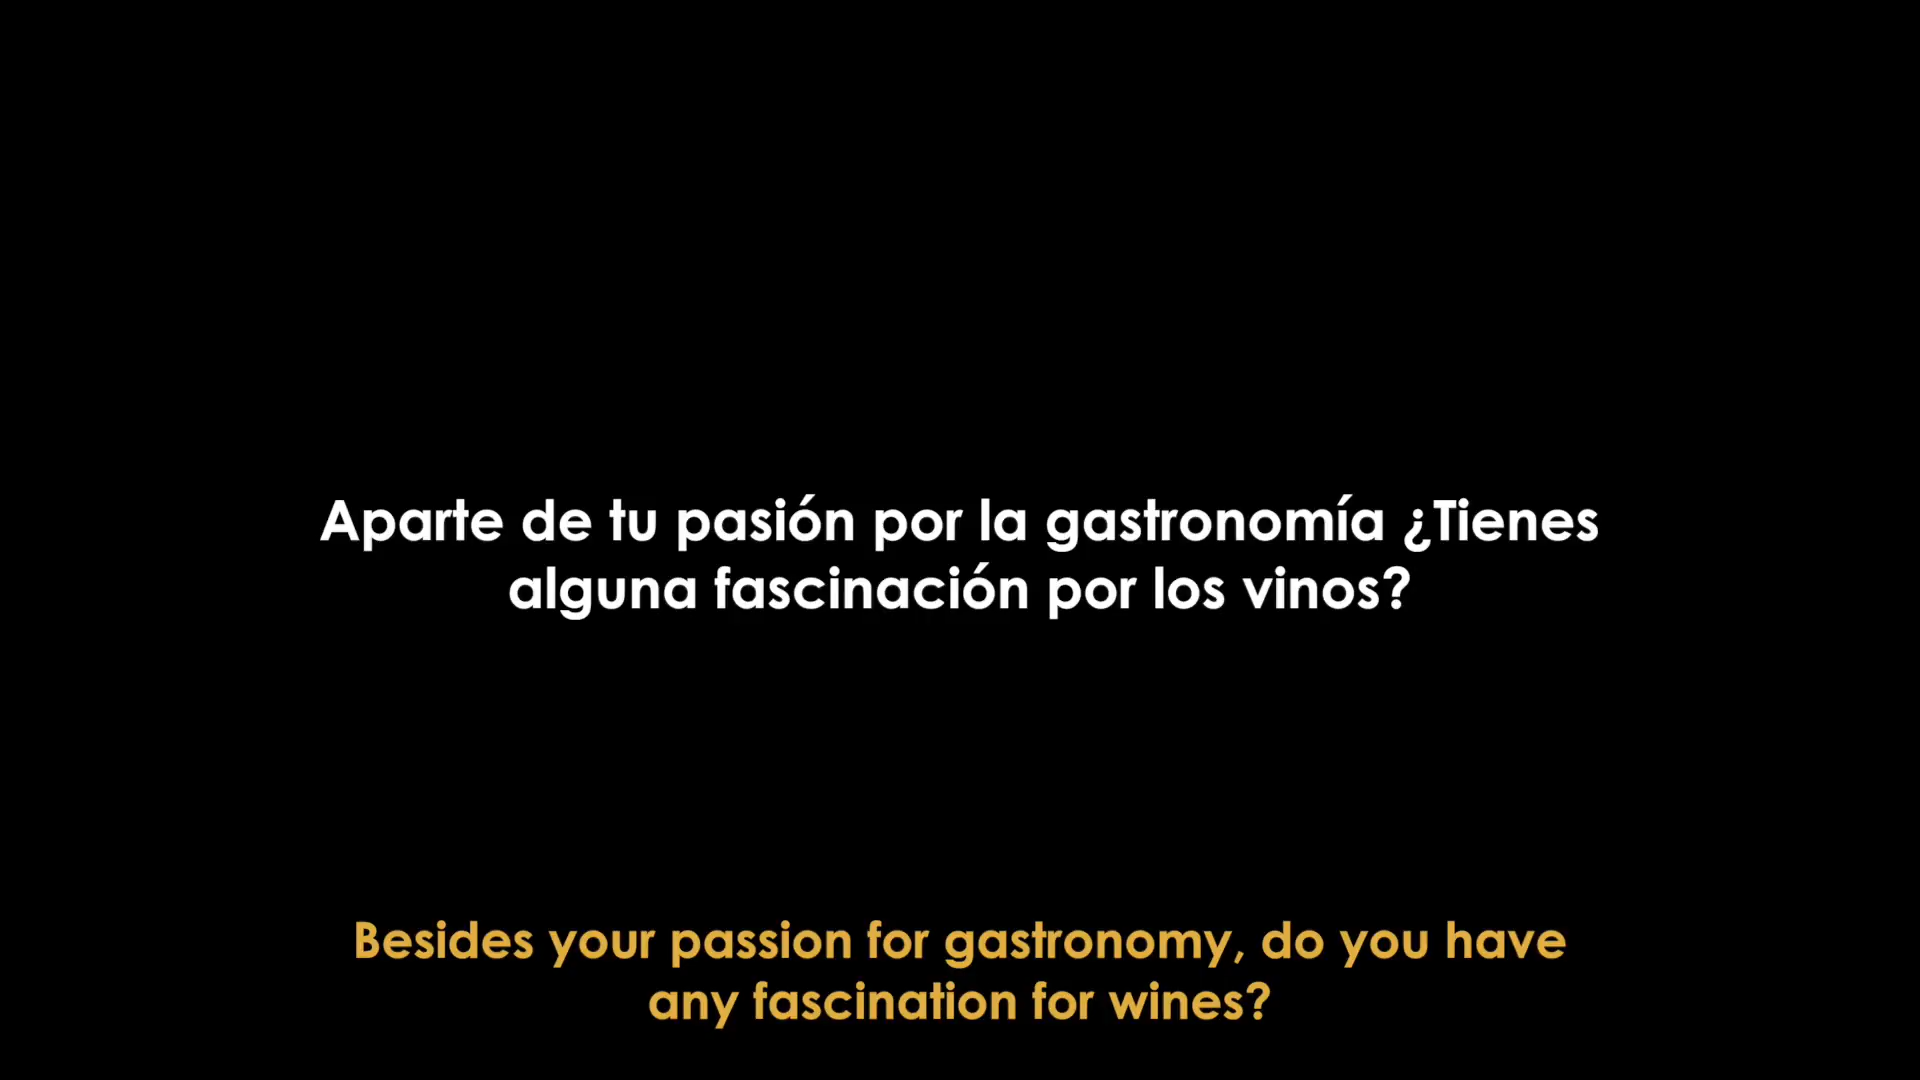 Aparte de tu pasión por la gastronomía ¿Tienes
alguna fascinación por los vinos?
Besides your passion for gastronomy, do you have
any fascination for wines?